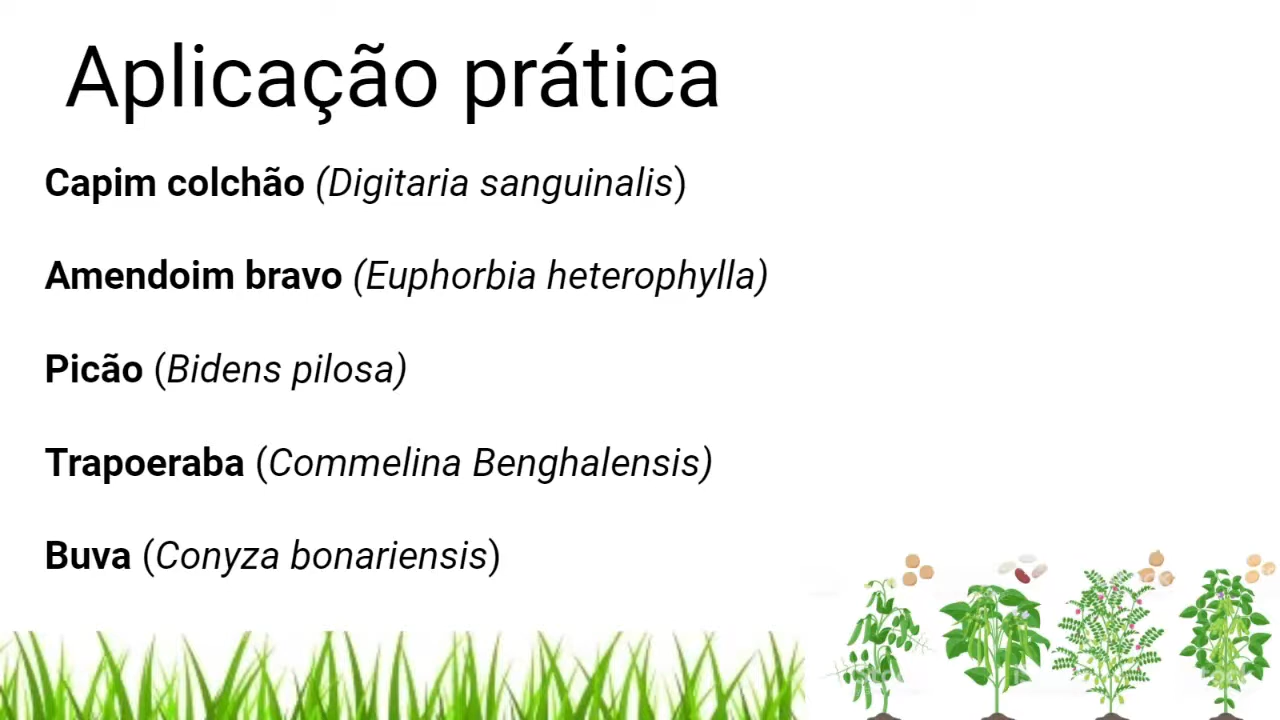 Aplicação prática
Capim colchão (Digitaria sanguinalis)
Amendoim bravo (Euphorbia heterophylla)
Picão (Bidens pilosa)
Trapoeraba (Commelina Benghalensis)
Buva (Conyza bonariensis)